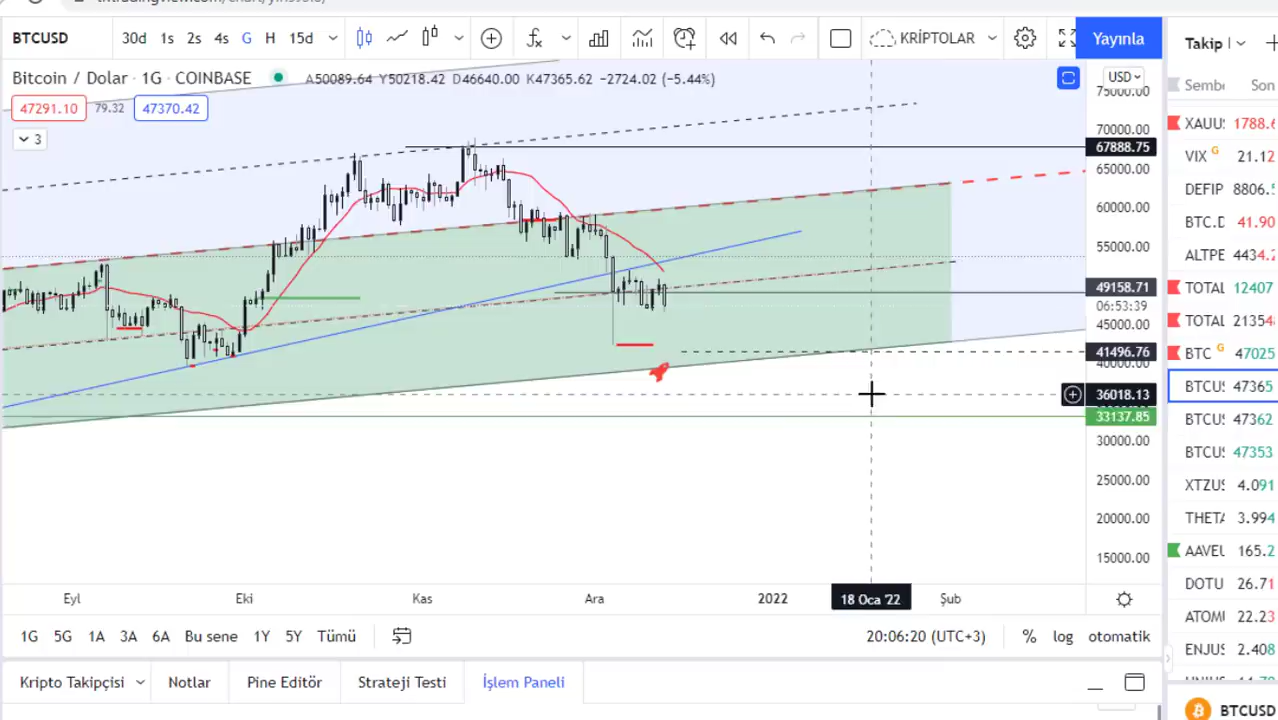 BTCUSD 30d 1s 2s 4s G H 15d KRİPTOLAR Yayınla Takip
Bitcoin / Dolar · 1G · COINBASE A50089.64 Y50218.42 D46640.00 K47365.62 −2724.02 (−5.44%) USD
Sembo Son
47291.10 79.32 47370.42
3
75000.00
70000.00
67888.75
65000.00
60000.00
55000.00
49158.71
06:53:39
45000.00
41496.76
40000.00
36018.13
33137.85
30000.00
25000.00
20000.00
15000.00
XAUU 1788.6
VIX G 21.12
DEFIP 8806.
BTC.D 41.90
ALTPE 4434.2
TOTAL 12407
TOTAL 21354
BTC G 47025
BTCUS 47365
BTCUS 47362
BTCUS 47353
XTZUS 4.091
THETA 3.994
AAVEU 165.2
DOTU 26.71
ATOM 22.23
ENJUS 2.408
Eyl Eki Kas Ara 2022 18 Oca '22 Şub
1G 5G 1A 3A 6A Bu sene 1Y 5Y Tümü 20:06:20 (UTC+3) % log otomatik
Kripto Takipçisi Notlar Pine Editör Strateji Testi İşlem Paneli
BTCUSD